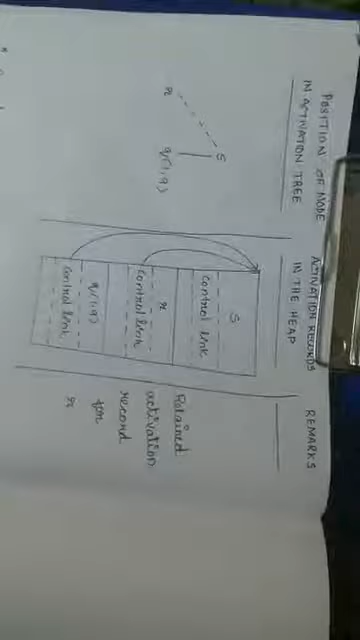 POSITION OF NODE
IN ACTIVATION TREE
ACTIVATION RECORDS
IN THE HEAP
REMARKS
S
r
q(1,9)
S
control link
r
control link
q(1,9)
control link
Retained
activation
record
for
r